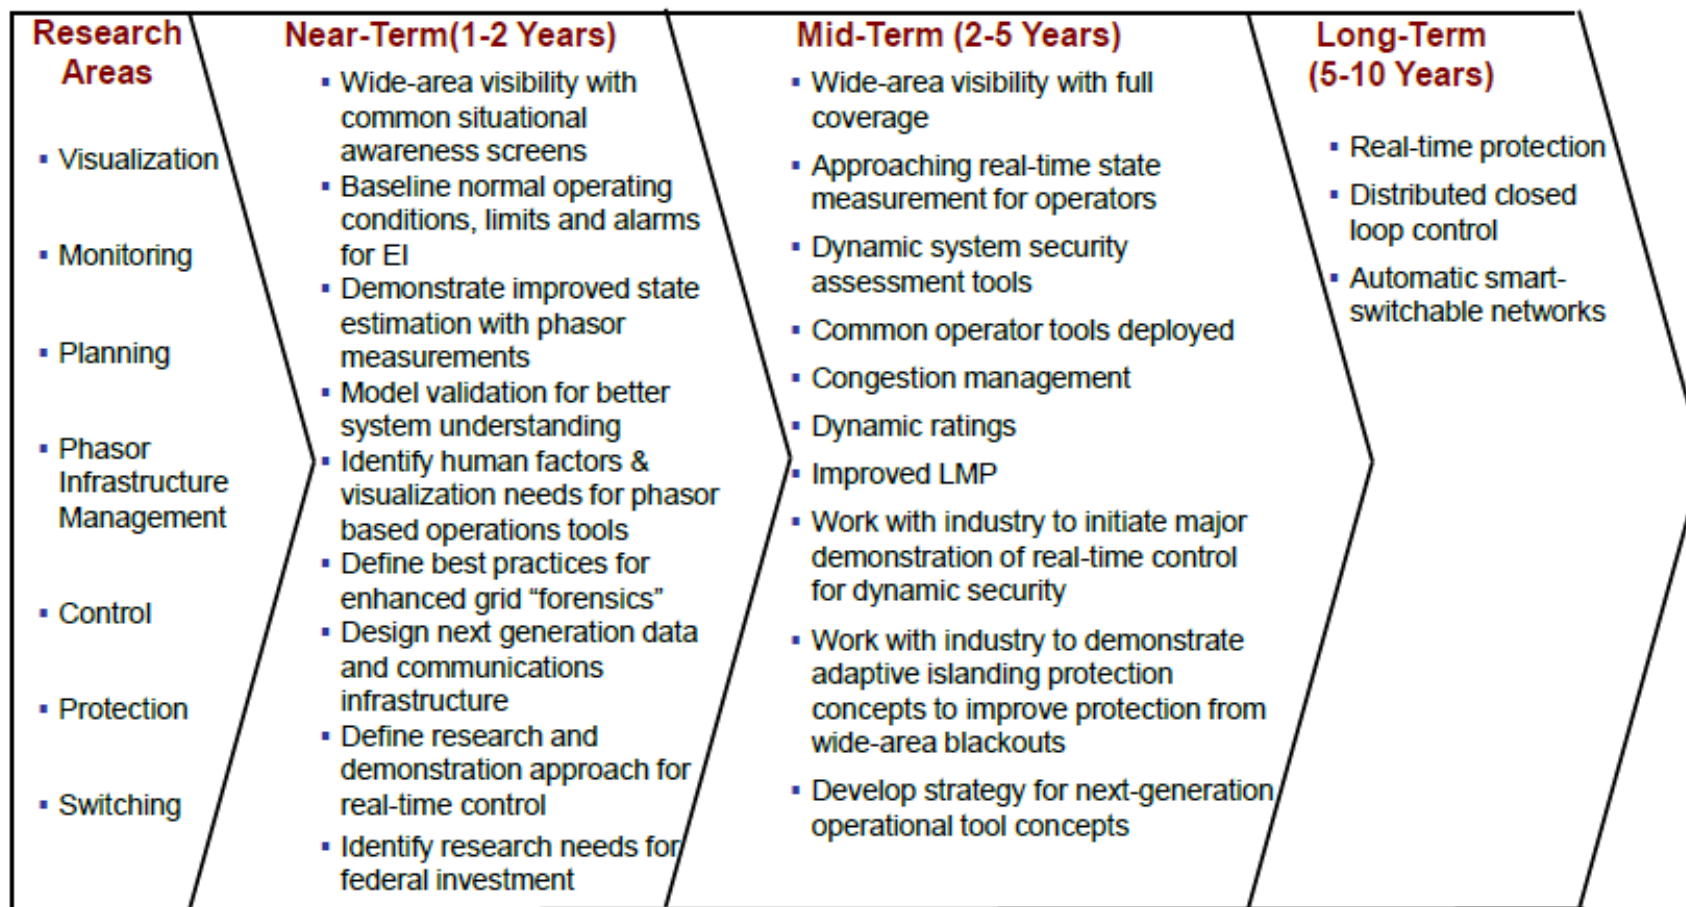 Research
Areas
▪ Visualization
▪ Monitoring
▪ Planning
▪ Phasor
Infrastructure
Management
▪ Control
▪ Protection
▪ Switching
Near-Term(1-2 Years)
▪ Wide-area visibility with
common situational
awareness screens
▪ Baseline normal operating
conditions, limits and alarms
for EI
▪ Demonstrate improved state
estimation with phasor
measurements
▪ Model validation for better
system understanding
▪ Identify human factors &
visualization needs for phasor
based operations tools
▪ Define best practices for
enhanced grid “forensics”
▪ Design next generation data
and communications
infrastructure
▪ Define research and
demonstration approach for
real-time control
▪ Identify research needs for
federal investment
Mid-Term (2-5 Years)
▪ Wide-area visibility with full
coverage
▪ Approaching real-time state
measurement for operators
▪ Dynamic system security
assessment tools
▪ Common operator tools deployed
▪ Congestion management
▪ Dynamic ratings
▪ Improved LMP
▪ Work with industry to initiate major
demonstration of real-time control
for dynamic security
▪ Work with industry to demonstrate
adaptive islanding protection
concepts to improve protection from
wide-area blackouts
▪ Develop strategy for next-generation
operational tool concepts
Long-Term
(5-10 Years)
▪ Real-time protection
▪ Distributed closed
loop control
▪ Automatic smart-
switchable networks